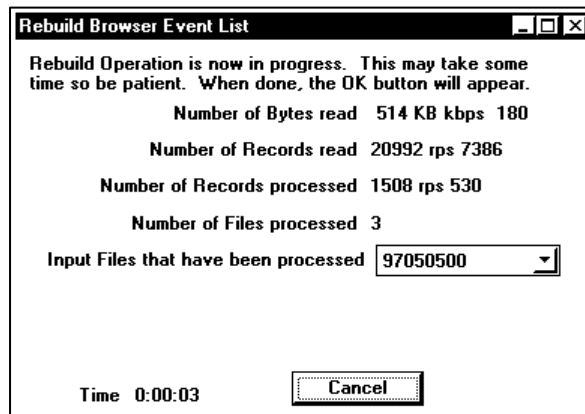 Rebuild Browser Event List
Rebuild Operation is now in progress. This may take some
time so be patient. When done, the OK button will appear.
Number of Bytes read 514 KB kbps 180
Number of Records read 20992 rps 7386
Number of Records processed 1508 rps 530
Number of Files processed 3
Input Files that have been processed 97050500
Time 0:00:03 Cancel